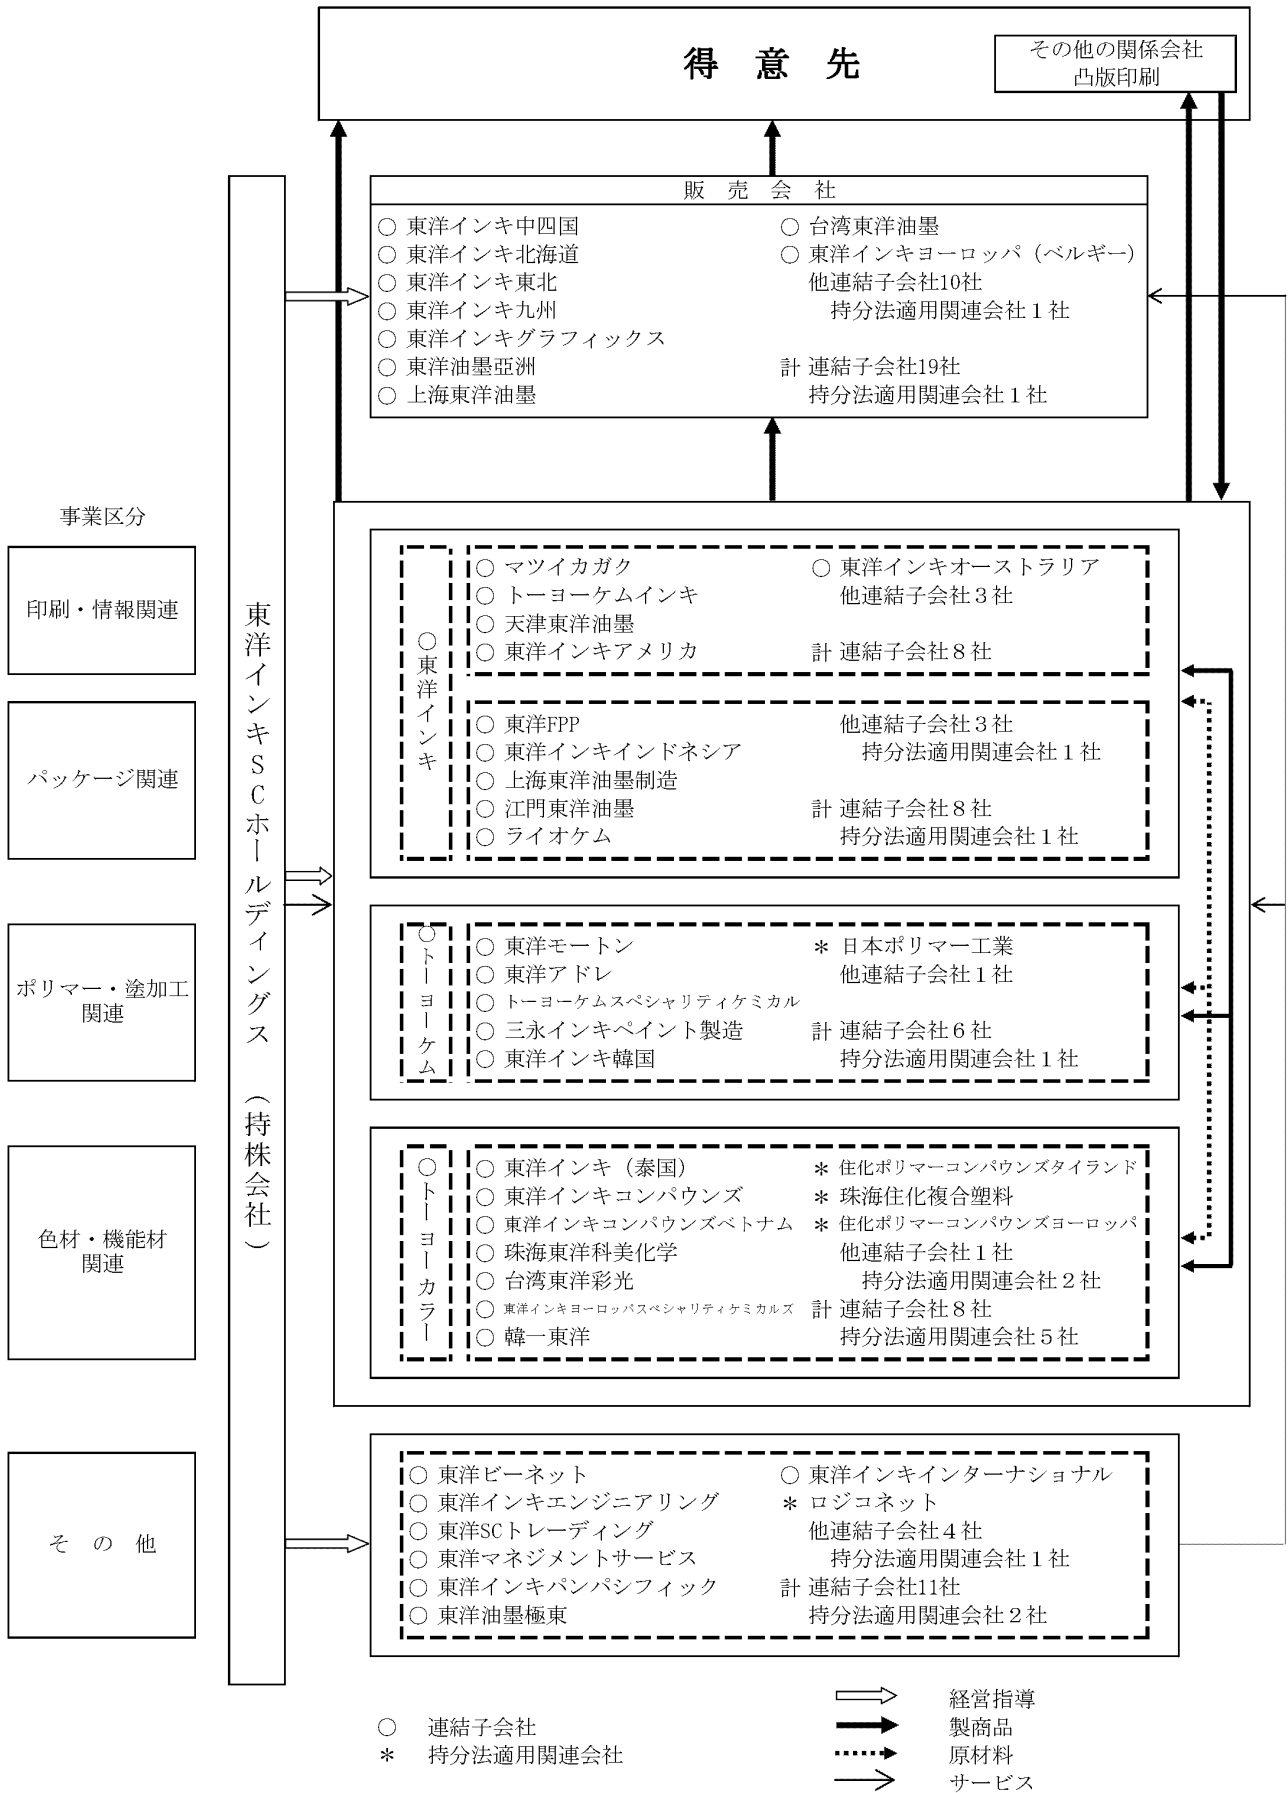 得意先
その他の関係会社
凸版印刷
販売会社
○ 東洋インキ中四国
○ 東洋インキ北海道
○ 東洋インキ東北
○ 東洋インキ九州
○ 東洋インキグラフィックス
○ 東洋油墨亞洲
○ 上海東洋油墨
○ 台湾東洋油墨
○ 東洋インキヨーロッパ（ベルギー）
他連結子会社10社
持分法適用関連会社１社
計 連結子会社19社
持分法適用関連会社１社
事業区分
印刷・情報関連
パッケージ関連
ポリマー・塗加工
関連
色材・機能材
関連
その他
東洋インキＳＣホールディングス（持株会社）
○東洋インキ
○ マツイカガク
○ トーヨーケムインキ
○ 天津東洋油墨
○ 東洋インキアメリカ
○ 東洋インキオーストラリア
他連結子会社３社
計 連結子会社８社
○ 東洋FPP
○ 東洋インキインドネシア
○ 上海東洋油墨制造
○ 江門東洋油墨
○ ライオケム
他連結子会社３社
持分法適用関連会社１社
計 連結子会社８社
持分法適用関連会社１社
○トーヨーケム
○ 東洋モートン
○ 東洋アドレ
○ トーヨーケムスペシャリティケミカル
○ 三永インキペイント製造
○ 東洋インキ韓国
＊ 日本ポリマー工業
他連結子会社１社
計 連結子会社６社
持分法適用関連会社１社
○トーヨーカラー
○ 東洋インキ（泰国）
○ 東洋インキコンパウンズ
○ 東洋インキコンパウンズベトナム
○ 珠海東洋科美化学
○ 台湾東洋彩光
○ 東洋インキヨーロッパスペシャリティケミカルズ
○ 韓一東洋
＊ 住化ポリマーコンパウンズタイランド
＊ 珠海住化複合塑料
＊ 住化ポリマーコンパウンズヨーロッパ
他連結子会社１社
持分法適用関連会社２社
計 連結子会社８社
持分法適用関連会社５社
○ 東洋ビーネット
○ 東洋インキエンジニアリング
○ 東洋SCトレーディング
○ 東洋マネジメントサービス
○ 東洋インキパンパシフィック
○ 東洋油墨極東
○ 東洋インキインターナショナル
＊ ロジコネット
他連結子会社４社
持分法適用関連会社１社
計 連結子会社11社
持分法適用関連会社２社
○ 連結子会社
＊ 持分法適用関連会社
経営指導
製商品
原材料
サービス